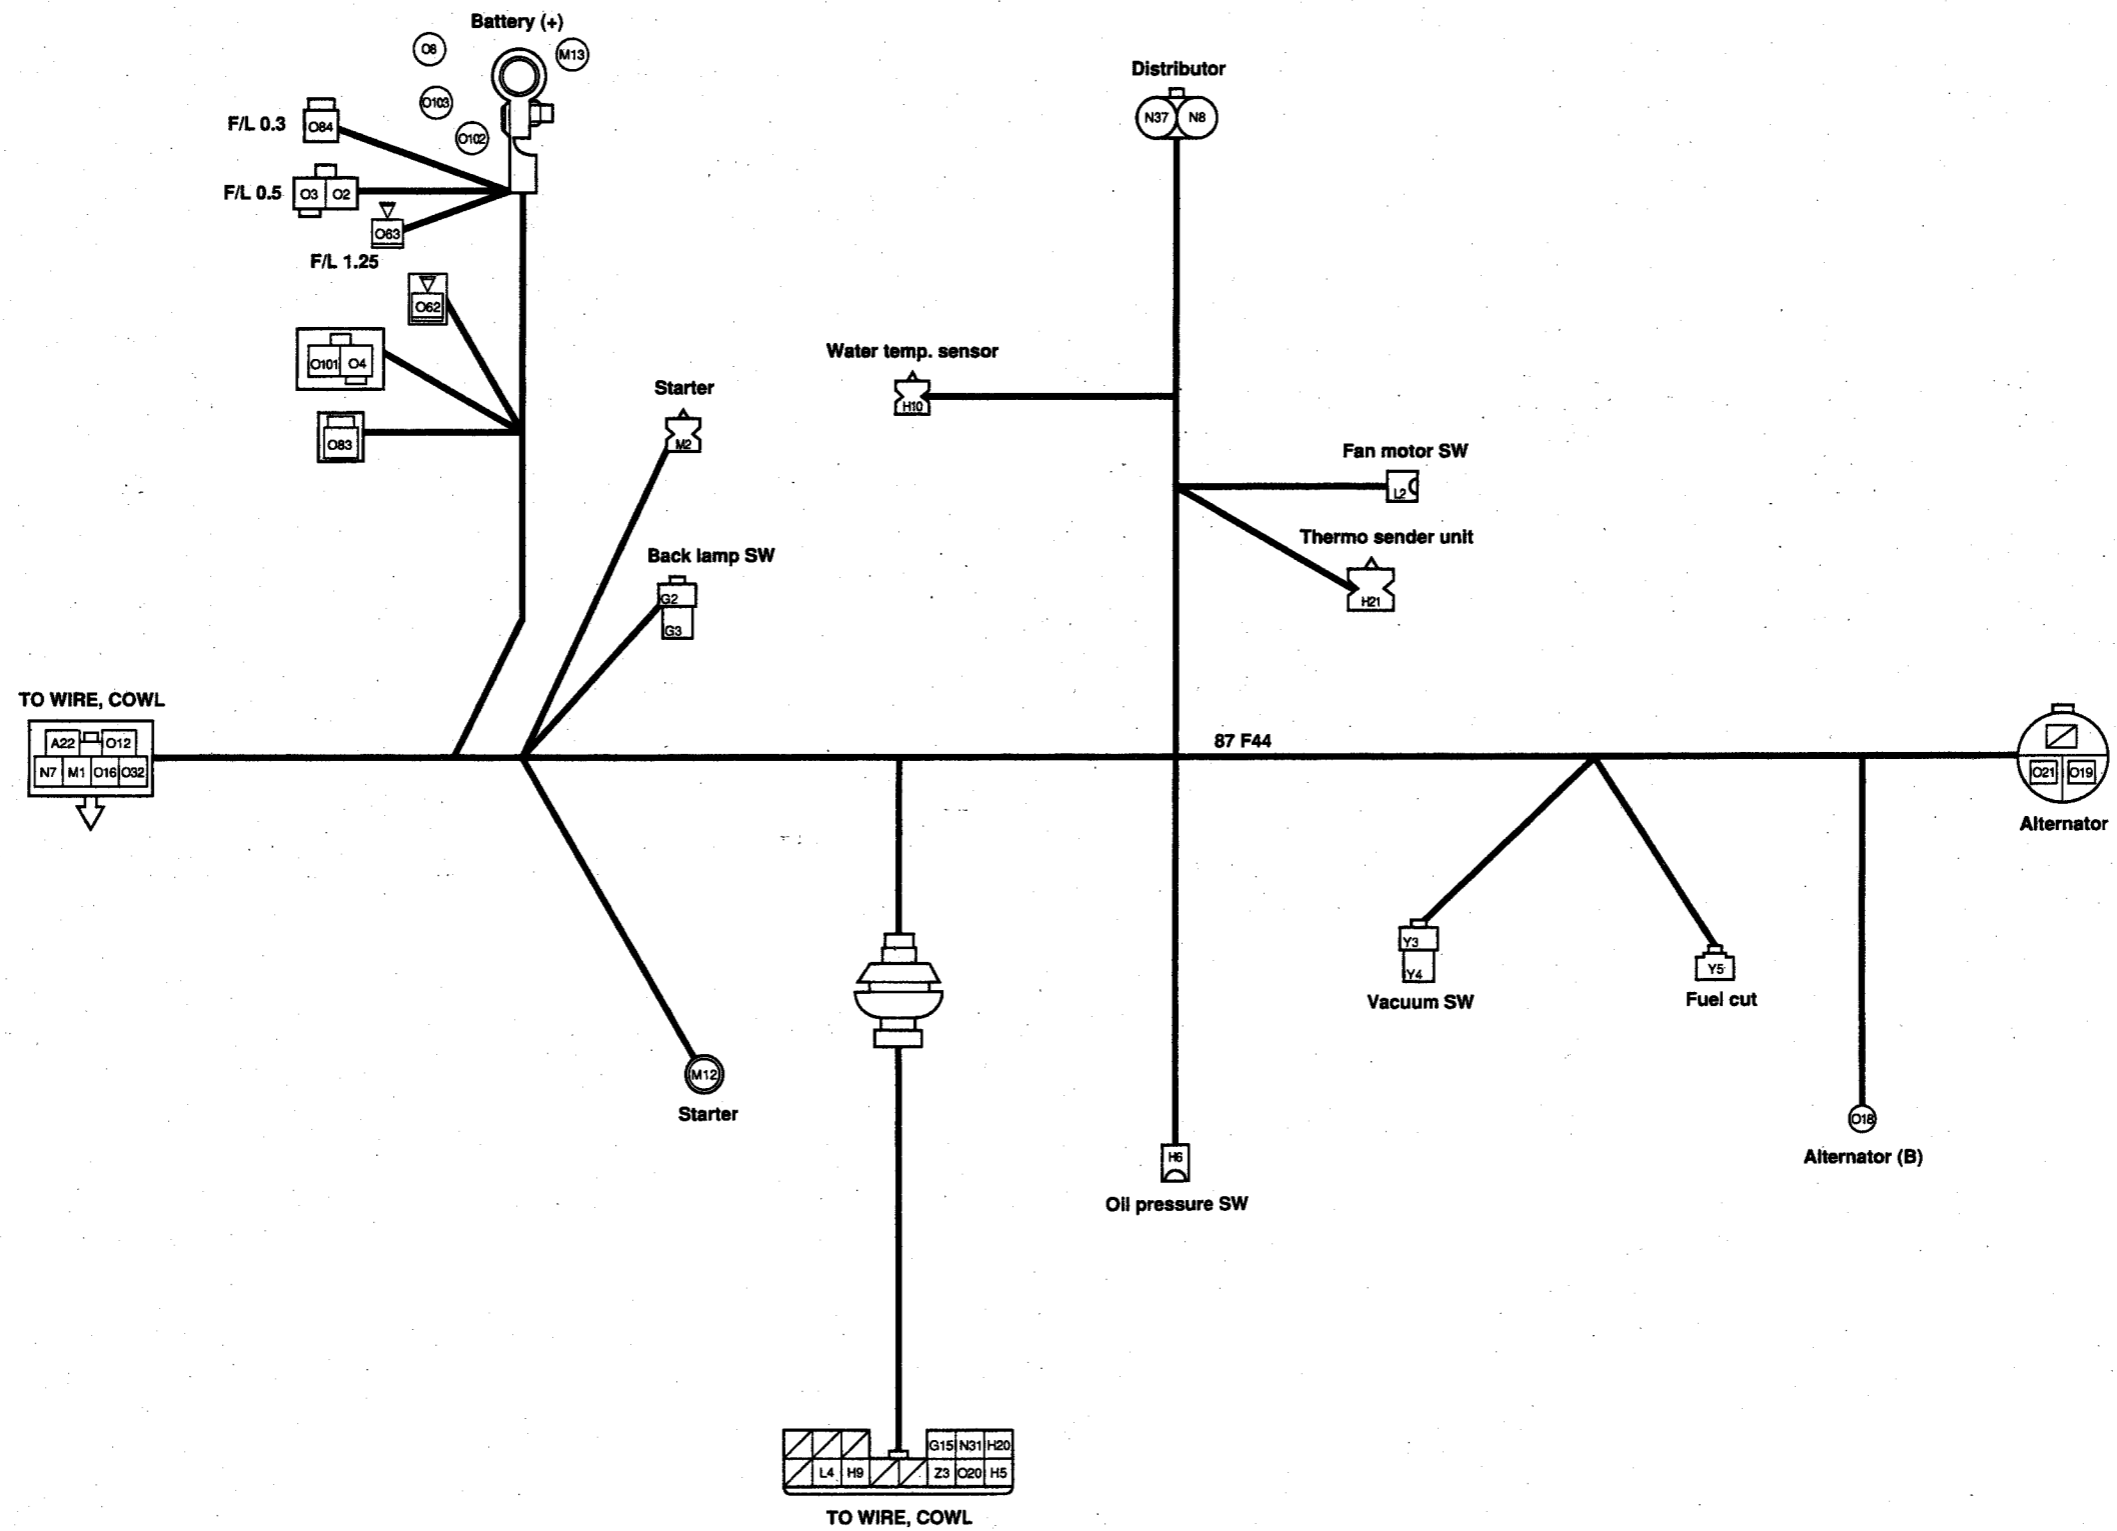 Battery (+)
O8
M13
Distributor
O103
F/L 0.3
O84
N37 N8
O102
F/L 0.5
O3 O2
O63
F/L 1.25
O62
Water temp. sensor
O101 O4
Starter
H10
O83
M2
Fan motor SW
L2
Thermo sender unit
Back lamp SW
G2
H21
G3
TO WIRE, COWL
A22 O12
N7 M1 O16 O32
87 F44
O21 O19
Alternator
Y3
Y4
Y5
Vacuum SW
Fuel cut
M12
Starter
O18
Alternator (B)
H6
Oil pressure SW
G15 N31 H20
L4 H9 Z3 O20 H5
TO WIRE, COWL